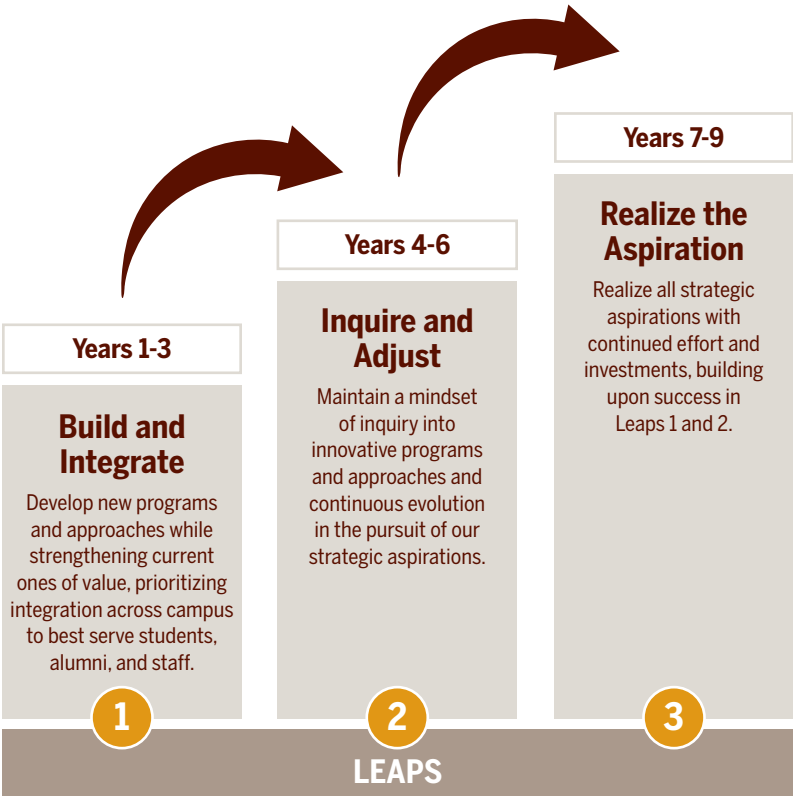 Years 1-3
Build and
Integrate
Develop new programs
and approaches while
strengthening current
ones of value, prioritizing
integration across campus
to best serve students,
alumni, and staff.
1
Years 4-6
Inquire and
Adjust
Maintain a mindset
of inquiry into
innovative programs
and approaches and
continuous evolution
in the pursuit of our
strategic aspirations.
2
Years 7-9
Realize the
Aspiration
Realize all strategic
aspirations with
continued effort and
investments, building
upon success in
Leaps 1 and 2.
3
LEAPS